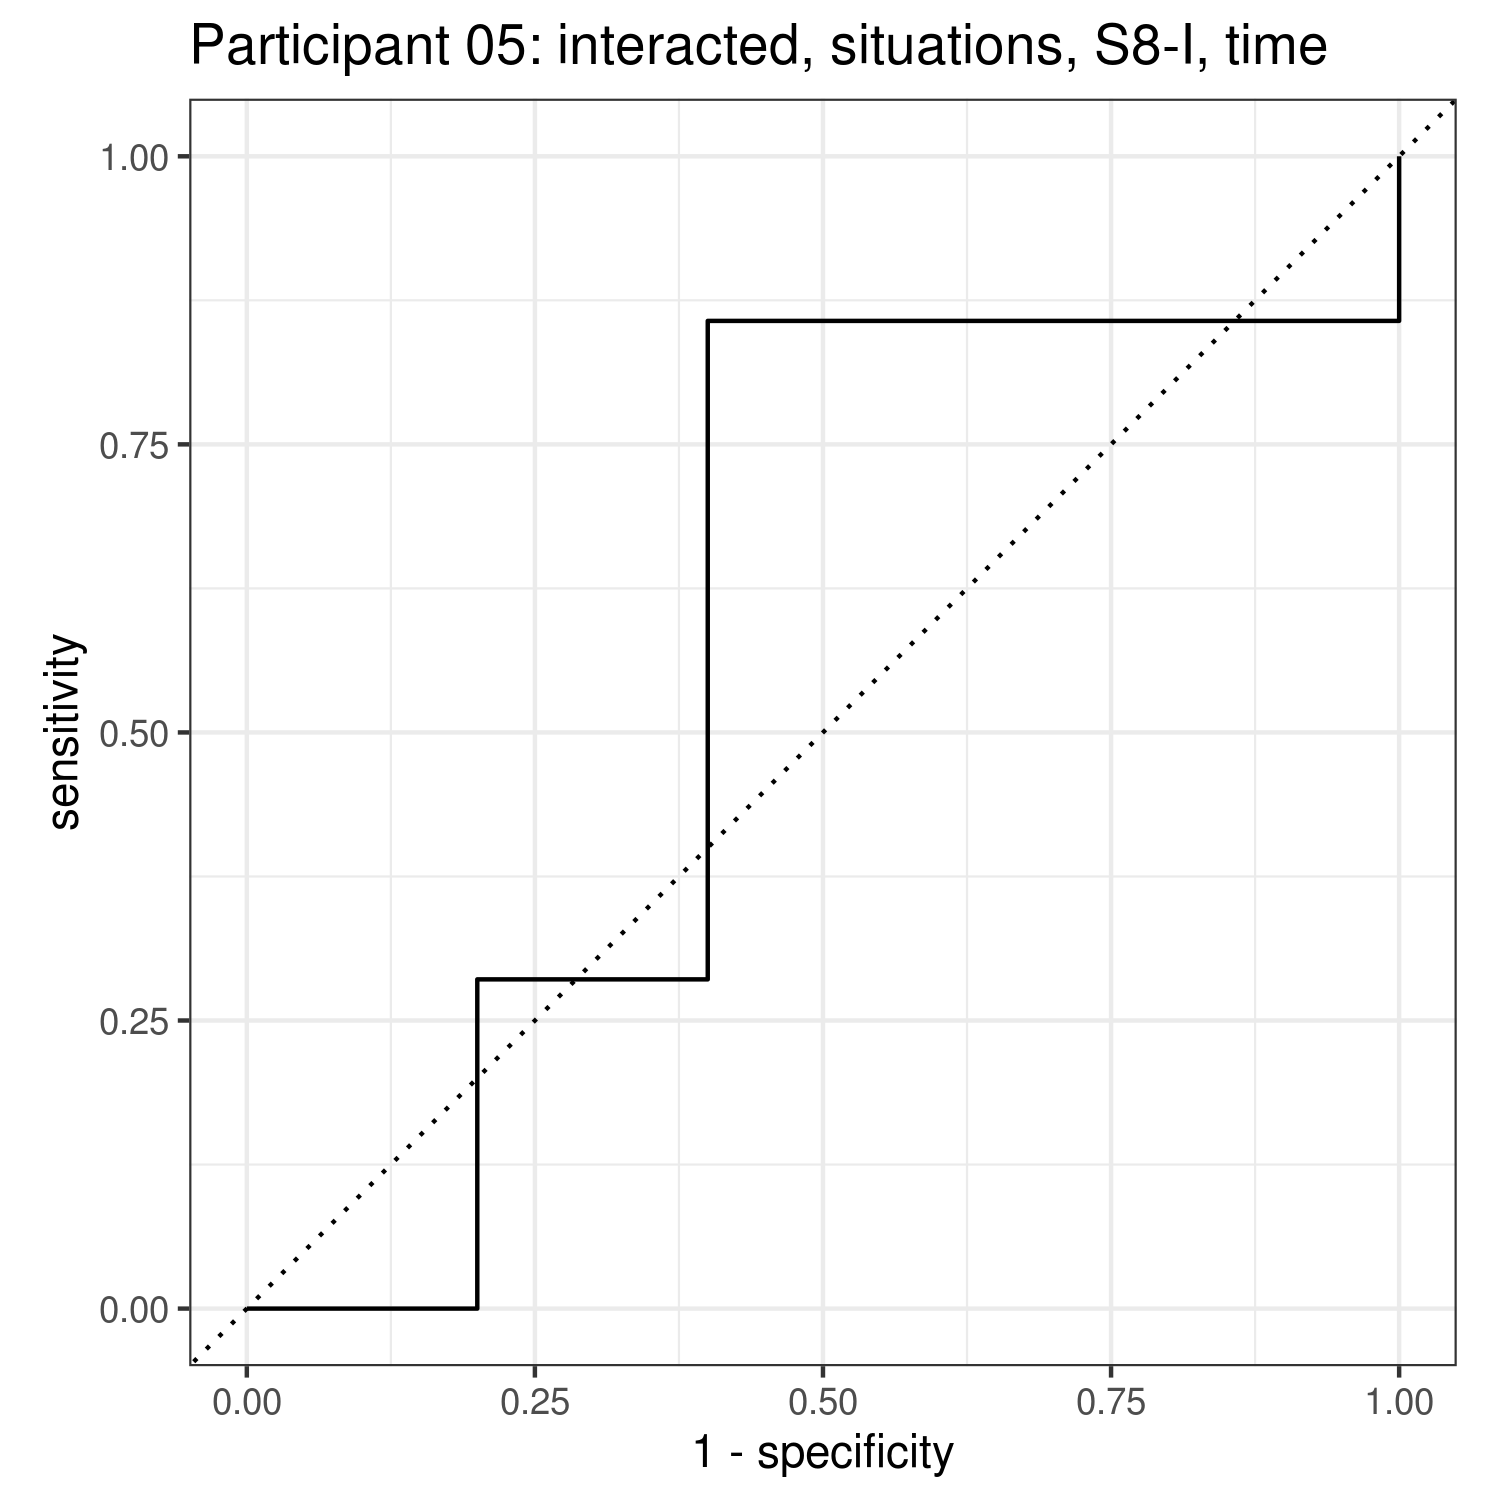 Participant 05: interacted, situations, S8-I, time
1.00
0.75
0.50
0.25
0.00
sensitivity
0.00 0.25 0.50 0.75 1.00
1 - specificity